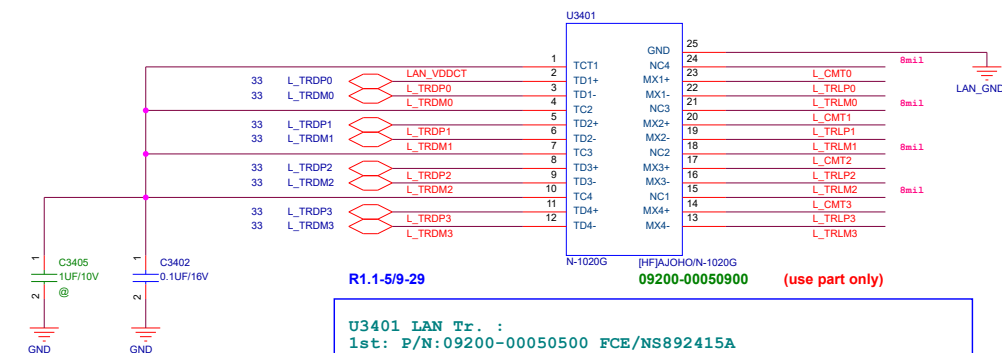 U3401
25
GND
1 TCT1 NC4 24 8mil
LAN_VDDCT 2 TD1+ MX1+ 23 L_CMT0 LAN_GND
33 L_TRDP0 L_TRDP0 3 TD1- MX1- 22 L_TRLP0
33 L_TRDM0 L_TRDM0 4 TC2 NC3 21 L_TRLM0 8mil
5 TD2+ MX2+ 20 L_CMT1
33 L_TRDP1 L_TRDP1 6 TD2- MX2- 19 L_TRLP1
33 L_TRDM1 L_TRDM1 7 TC3 NC2 18 L_TRLM1 8mil
8 TD3+ MX3+ 17 L_CMT2
33 L_TRDP2 L_TRDP2 9 TD3- MX3- 16 L_TRLP2
33 L_TRDM2 L_TRDM2 10 TC4 NC1 15 L_TRLM2 8mil
11 TD4+ MX4+ 14 L_CMT3
33 L_TRDP3 L_TRDP3 12 TD4- MX4- 13 L_TRLP3
33 L_TRDM3 L_TRDM3 L_TRLM3
N-1020G [HF]AJOHO/N-1020G
1 C3405 1 C3402
1UF/10V 0.1UF/16V
2 @ 2
R1.1-5/9-29 09200-00050900 (use part only)
GND GND
U3401 LAN Tr. :
1st: P/N:09200-00050500 FCE/NS892415A